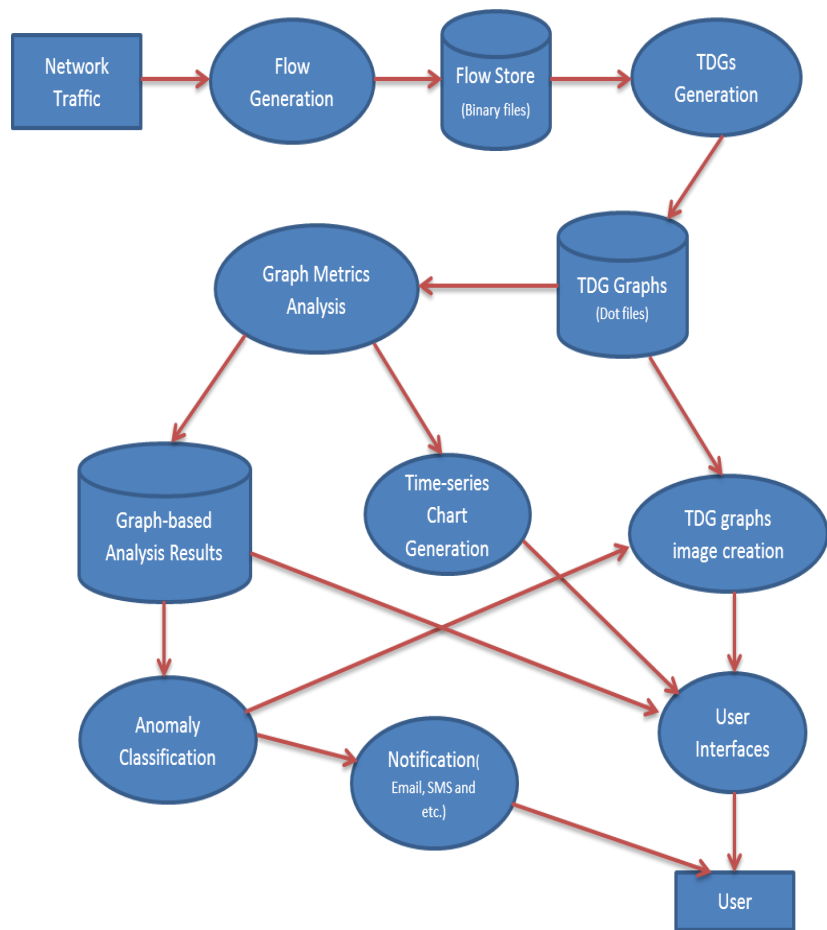 Network
Traffic
Flow
Generation
Flow Store
(Binary files)
TDGs
Generation
Graph Metrics
Analysis
TDG Graphs
(Dot files)
Graph-based
Analysis Results
Time-series
Chart
Generation
TDG graphs
image creation
Anomaly
Classification
Notification(
Email, SMS and
etc.)
User
Interfaces
User